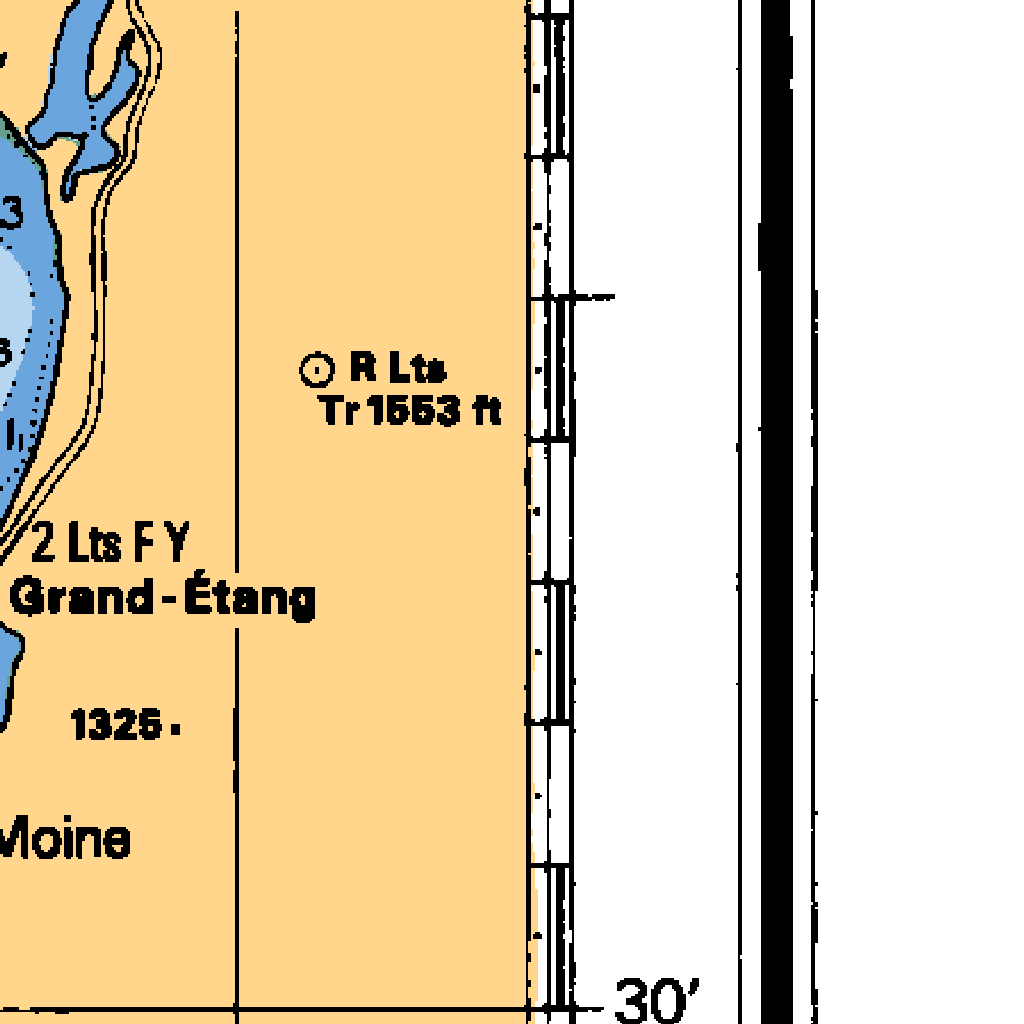 3
R Lts
Tr 1553 ft
2 Lts F Y
Grand-Étang
1325
Moine
30′